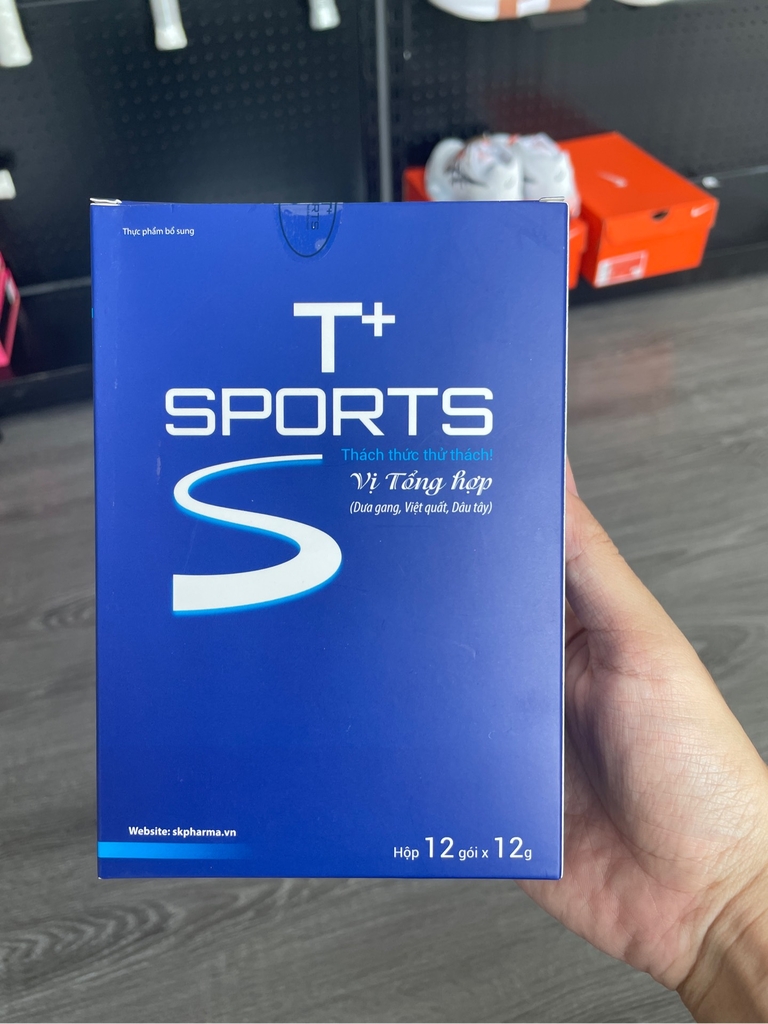 Thực phẩm bổ sung
T+
SPORTS
Thách thức thử thách!
Vị Tổng hợp
(Dưa gang, Việt quất, Dâu tây)
Website: skpharma.vn
Hộp 12 gói x 12g